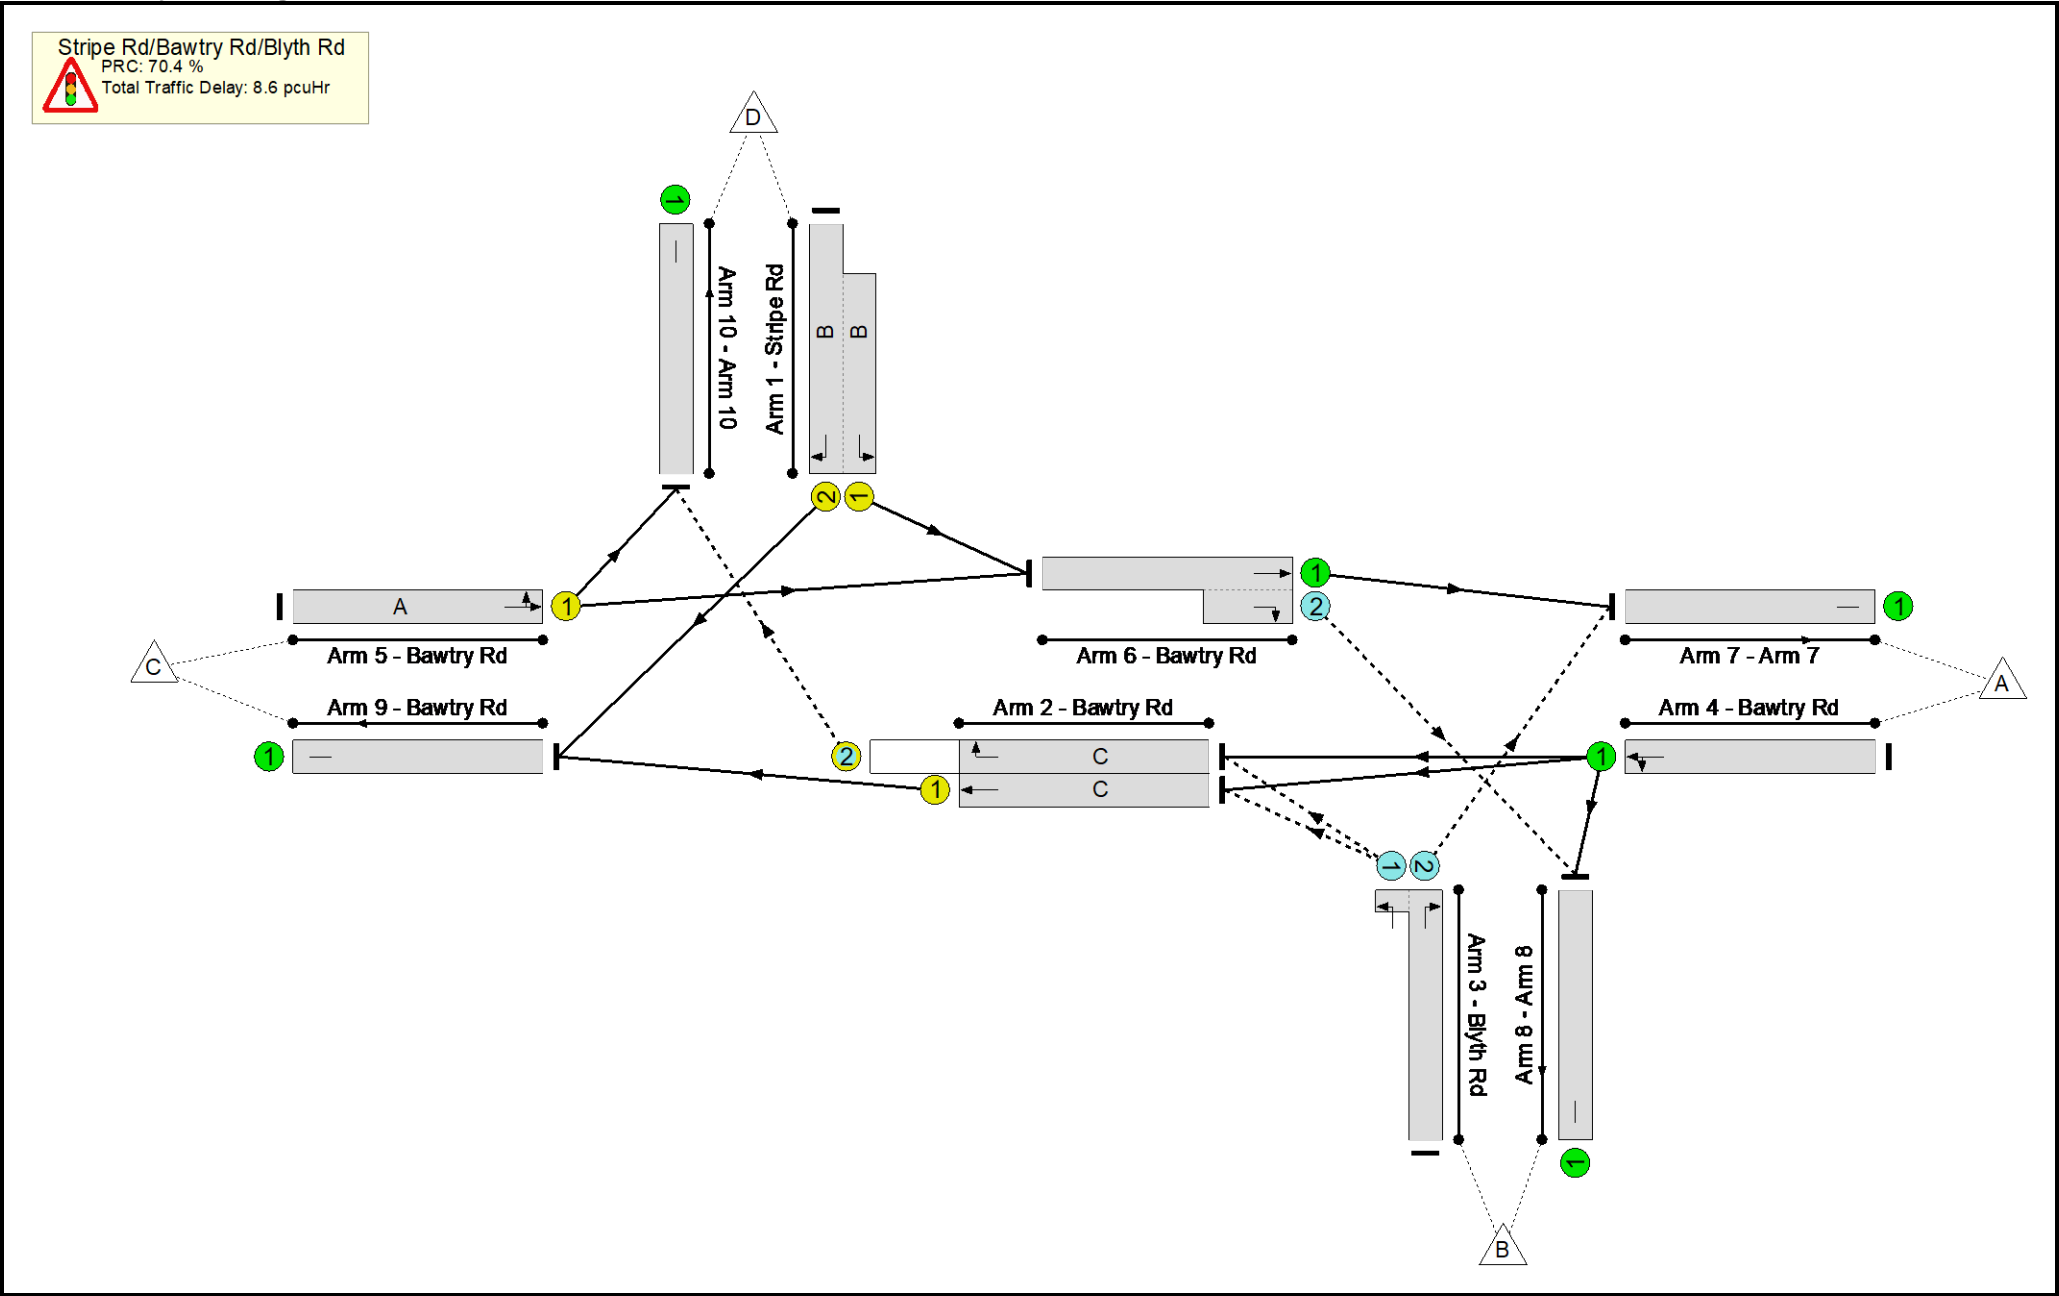 Stripe Rd/Bawtry Rd/Blyth Rd
PRC: 70.4 %
Total Traffic Delay: 8.6 pcuHr
D
1
Arm 10 - Arm 10
Arm 1 - Stripe Rd
B
B
2
1
A
1
Arm 5 - Bawtry Rd
1
2
Arm 6 - Bawtry Rd
1
Arm 7 - Arm 7
C
A
Arm 9 - Bawtry Rd
1
Arm 2 - Bawtry Rd
2
C
1
C
Arm 4 - Bawtry Rd
1
1
2
Arm 3 - Blyth Rd
Arm 8 - Arm 8
1
B